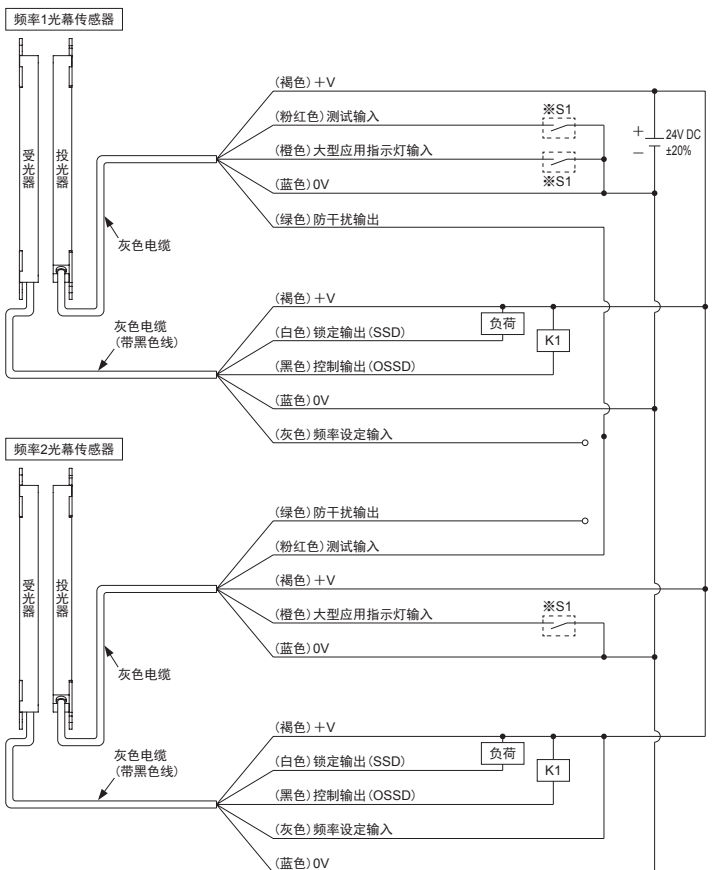 频率1光幕传感器
受光器
投光器
灰色电缆
灰色电缆
(带黑色线)
(褐色)＋V
(粉红色)测试输入
(橙色)大型应用指示灯输入
(蓝色)0V
(绿色)防干扰输出
※S1
※S1
＋
－
24V DC
±20%
(褐色)＋V
(白色)锁定输出(SSD)
(黑色)控制输出(OSSD)
(蓝色)0V
(灰色)频率设定输入
负荷
K1
频率2光幕传感器
受光器
投光器
灰色电缆
灰色电缆
(带黑色线)
(绿色)防干扰输出
(粉红色)测试输入
(褐色)＋V
(橙色)大型应用指示灯输入
(蓝色)0V
※S1
(褐色)＋V
(白色)锁定输出(SSD)
(黑色)控制输出(OSSD)
(灰色)频率设定输入
(蓝色)0V
负荷
K1